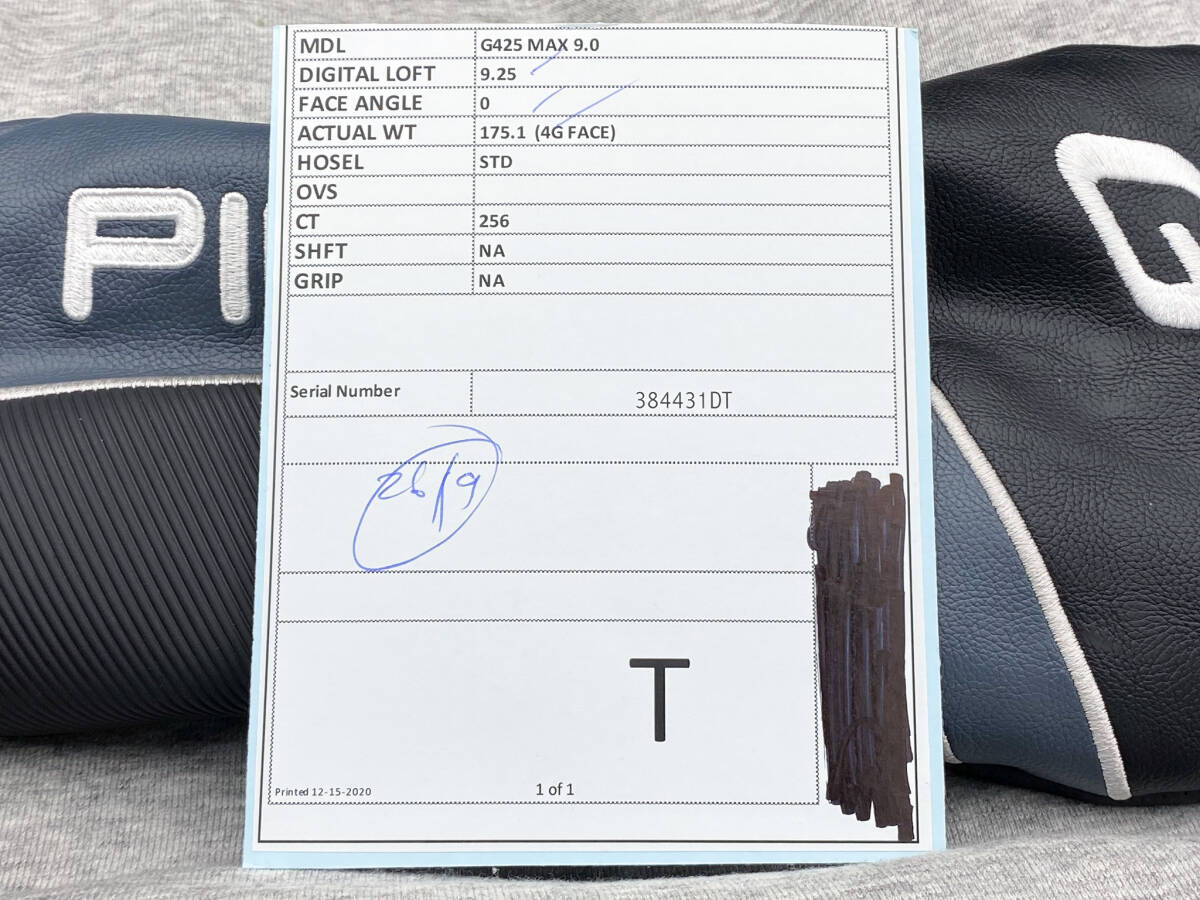 MDL G425 MAX 9.0
DIGITAL LOFT 9.25
FACE ANGLE 0
ACTUAL WT 175.1 (4G FACE)
HOSEL STD
OVS
CT 256
SHFT NA
GRIP NA
PI
G
Serial Number 384431DT
26/9
T
Printed 12-15-2020 1 of 1